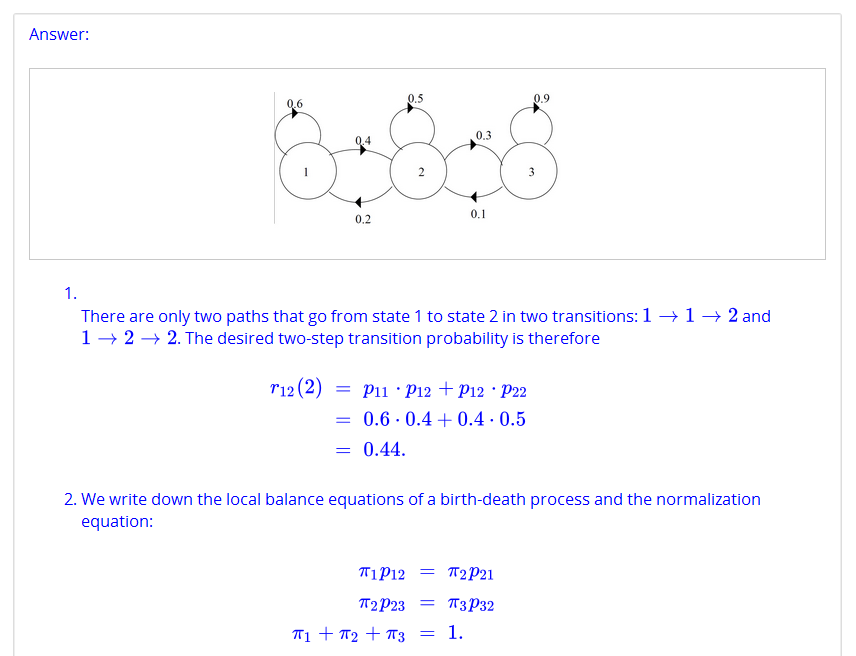 Answer:
0.6
0.5
0.9
0.4
0.3
1
2
3
0.2
0.1
1.
There are only two paths that go from state 1 to state 2 in two transitions: 1 → 1 → 2 and
1 → 2 → 2. The desired two-step transition probability is therefore
r₁₂(2) = p₁₁ · p₁₂ + p₁₂ · p₂₂
= 0.6 · 0.4 + 0.4 · 0.5
= 0.44.
2. We write down the local balance equations of a birth-death process and the normalization
equation:
π₁p₁₂ = π₂p₂₁
π₂p₂₃ = π₃p₃₂
π₁ + π₂ + π₃ = 1.